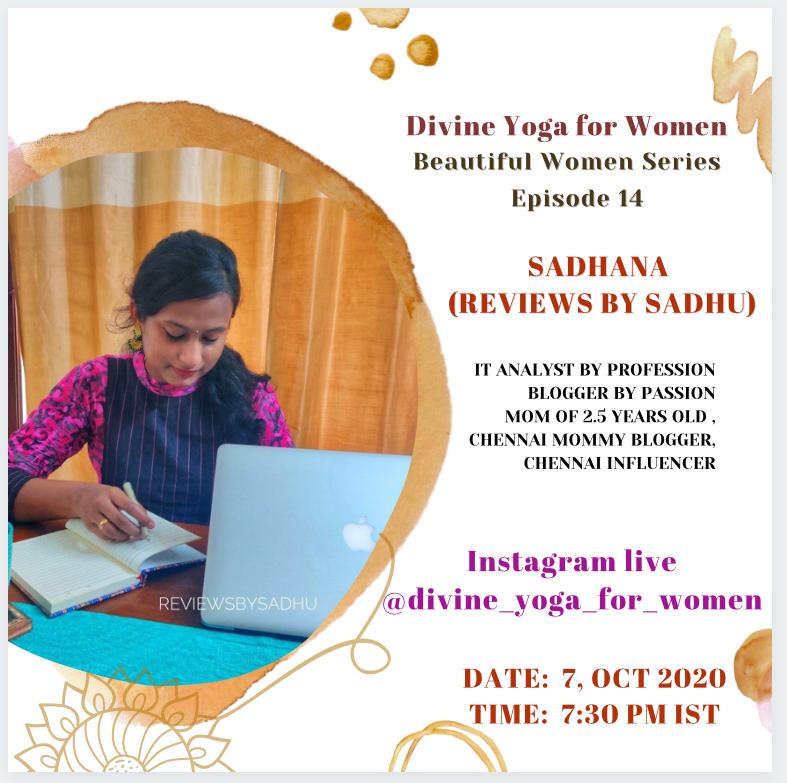 Divine Yoga for Women
Beautiful Women Series
Episode 14
SADHANA
(REVIEWS BY SADHU)
IT ANALYST BY PROFESSION
BLOGGER BY PASSION
MOM OF 2.5 YEARS OLD ,
CHENNAI MOMMY BLOGGER,
CHENNAI INFLUENCER
Instagram live
@divine_yoga_for_women
REVIEWSBYSADHU
DATE: 7, OCT 2020
TIME: 7:30 PM IST